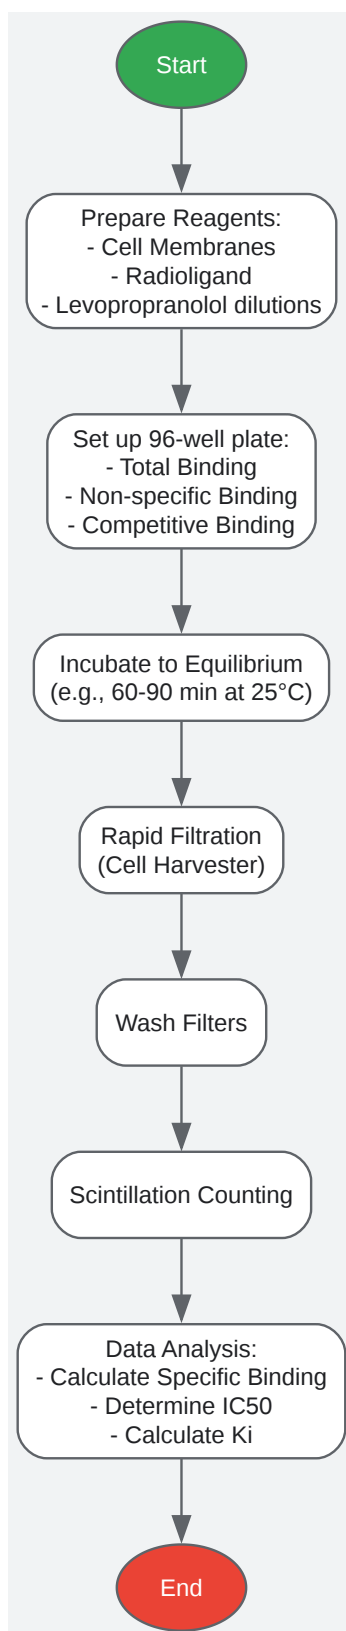 Start
Prepare Reagents:
- Cell Membranes
- Radioligand
- Levopropranolol dilutions
Set up 96-well plate:
- Total Binding
- Non-specific Binding
- Competitive Binding
Incubate to Equilibrium
(e.g., 60-90 min at 25°C)
Rapid Filtration
(Cell Harvester)
Wash Filters
Scintillation Counting
Data Analysis:
- Calculate Specific Binding
- Determine IC50
- Calculate Ki
End